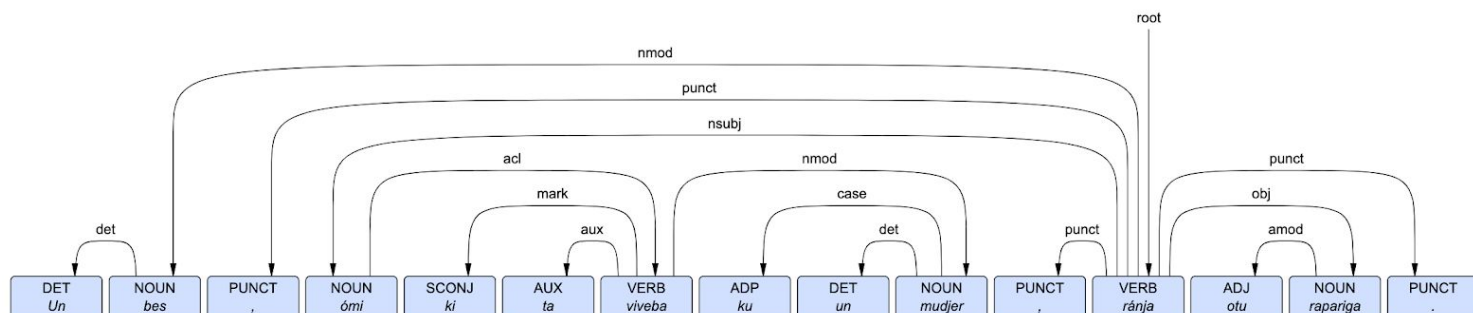 root
nmod
punct
nsubj
acl nmod punct
mark case obj
det aux det punct amod
DET NOUN PUNCT NOUN SCONJ AUX VERB ADP DET NOUN PUNCT VERB ADJ NOUN PUNCT
Un bes , ómi ki ta viveba ku un mudjer , ránja otu rapariga .